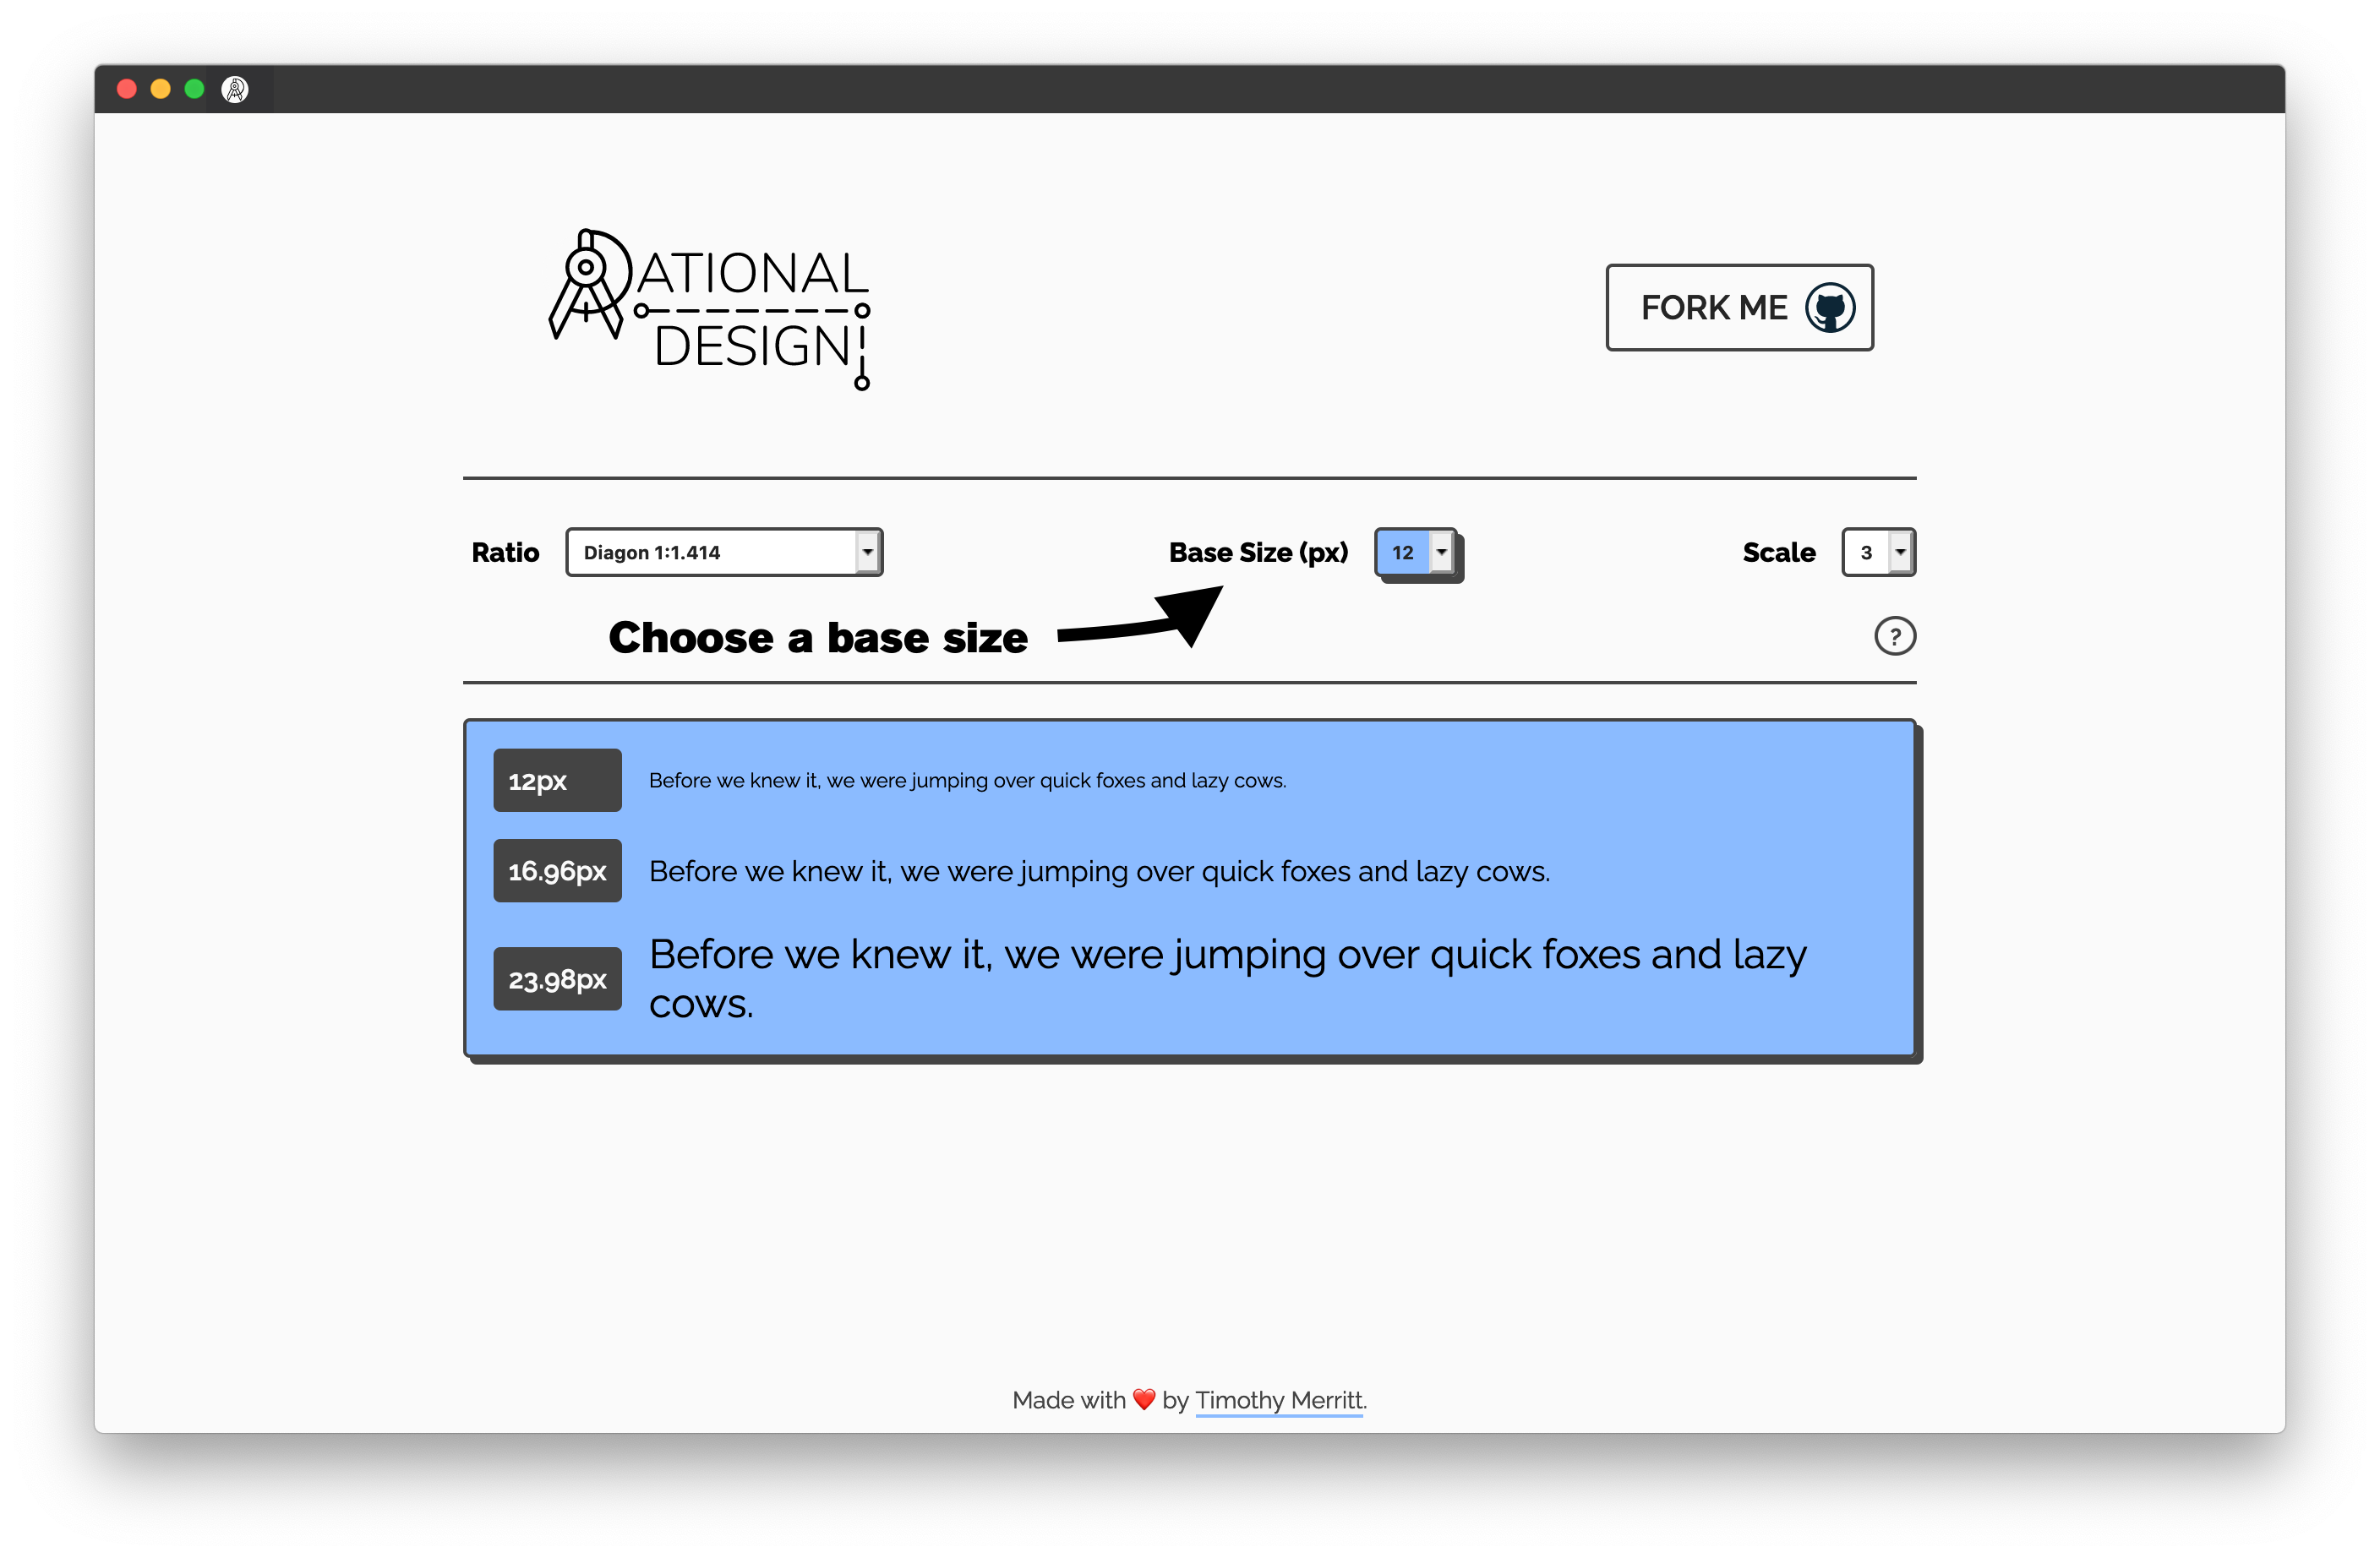 RATIONAL
DESIGN
FORK ME
Ratio
Diagon 1:1.414
Base Size (px)
12
Scale
3
Choose a base size
?
12px
Before we knew it, we were jumping over quick foxes and lazy cows.
16.96px
Before we knew it, we were jumping over quick foxes and lazy cows.
23.98px
Before we knew it, we were jumping over quick foxes and lazy
cows.
Made with ❤️ by Timothy Merritt.